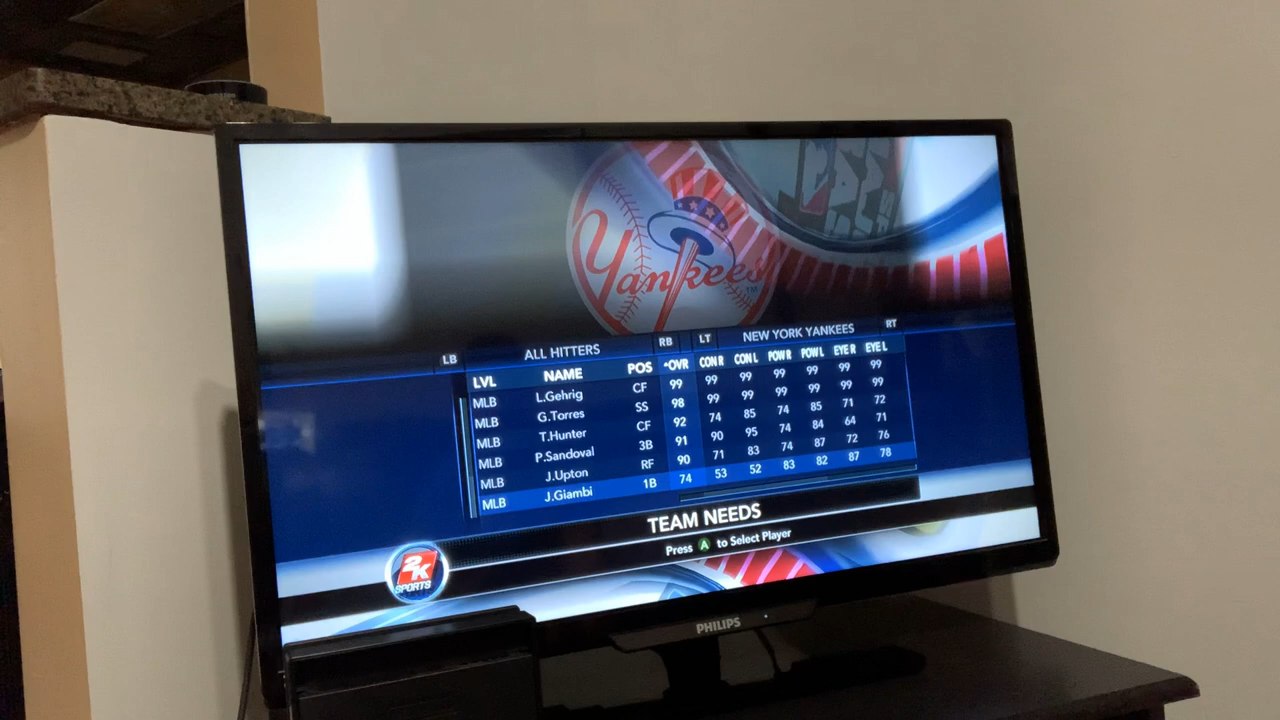 Yankees
TM
LB ALL HITTERS RB LT NEW YORK YANKEES RT
LVL NAME POS OVR CON R CON L POW R POW L EYE R EYE L
MLB L.Gehrig CF 99 99 99 99 99 99 99
MLB G.Torres SS 98 99 99 99 99 99 99
MLB T.Hunter CF 92 74 85 74 85 71 72
MLB P.Sandoval 3B 91 90 95 74 84 64 71
MLB J.Upton RF 90 71 83 74 87 72 76
MLB J.Giambi 1B 74 53 52 83 82 87 78
TEAM NEEDS
Press A to Select Player
2K
SPORTS
PHILIPS